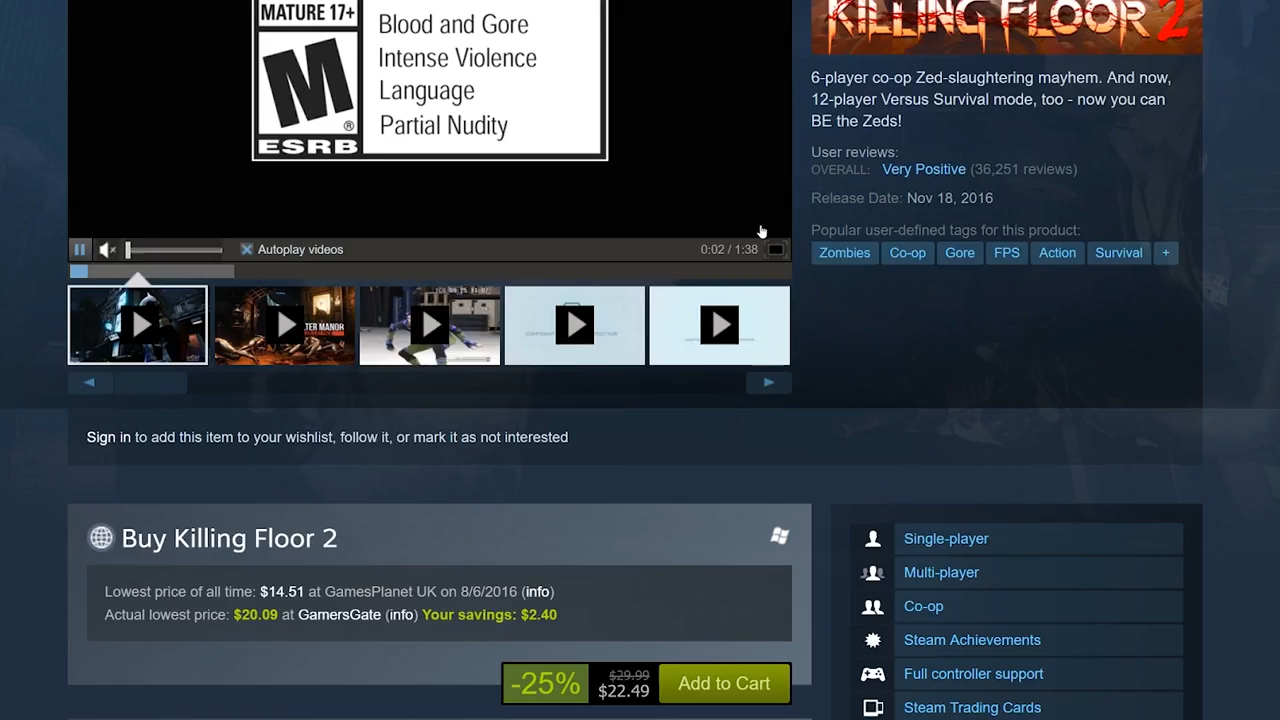 MATURE 17+
M
®
ESRB
Blood and Gore
Intense Violence
Language
Partial Nudity
KILLING FLOOR 2
6-player co-op Zed-slaughtering mayhem. And now,
12-player Versus Survival mode, too - now you can
BE the Zeds!
User reviews:
OVERALL: Very Positive (36,251 reviews)
Release Date: Nov 18, 2016
Popular user-defined tags for this product:
Zombies Co-op Gore FPS Action Survival +
Autoplay videos
0:02 / 1:38
Sign in to add this item to your wishlist, follow it, or mark it as not interested
Buy Killing Floor 2
Lowest price of all time: $14.51 at GamesPlanet UK on 8/6/2016 (info)
Actual lowest price: $20.09 at GamersGate (info) Your savings: $2.40
-25%
$29.99
$22.49
Add to Cart
Single-player
Multi-player
Co-op
Steam Achievements
Full controller support
Steam Trading Cards